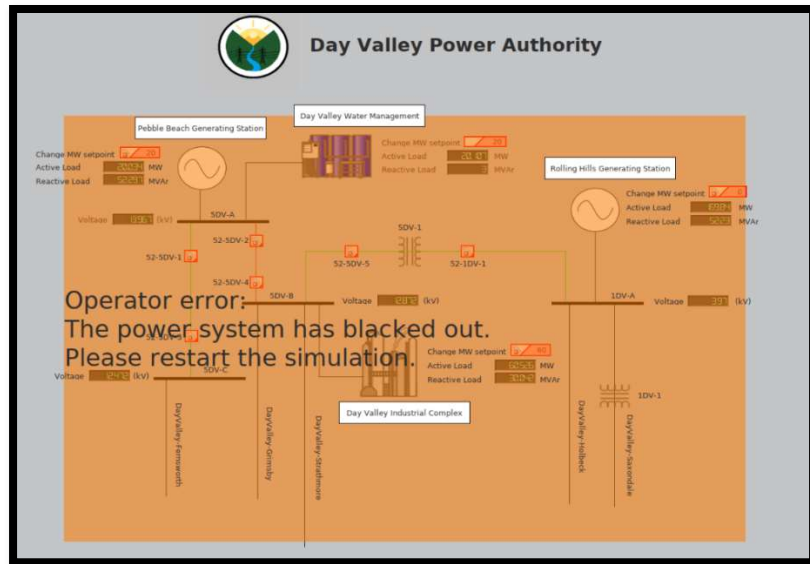 Day Valley Power Authority
Day Valley Water Management
Pebble Beach Generating Station
Change MW setpoint 20
Active Load MW
Reactive Load MVAr
Change MW setpoint 20
Active Load MW
Reactive Load MVAr
Rolling Hills Generating Station
Change MW setpoint
Active Load MW
Reactive Load MVAr
Voltage (kV)
5DV-A
52-5DV-1
52-5DV-2
52-5DV-4
5DV-1
52-5DV-5
52-1DV-1
5DV-B
Voltage (kV)
1DV-A
Voltage (kV)
Operator error:
The power system has blacked out.
Please restart the simulation.
Voltage (kV)
5DV-C
Change MW setpoint
Active Load MW
Reactive Load MVAr
Day Valley Industrial Complex
1DV-1
DayValley-Farnsworth
DayValley-Grimsby
DayValley-Strathmore
DayValley-Holbeck
DayValley-Saxondale